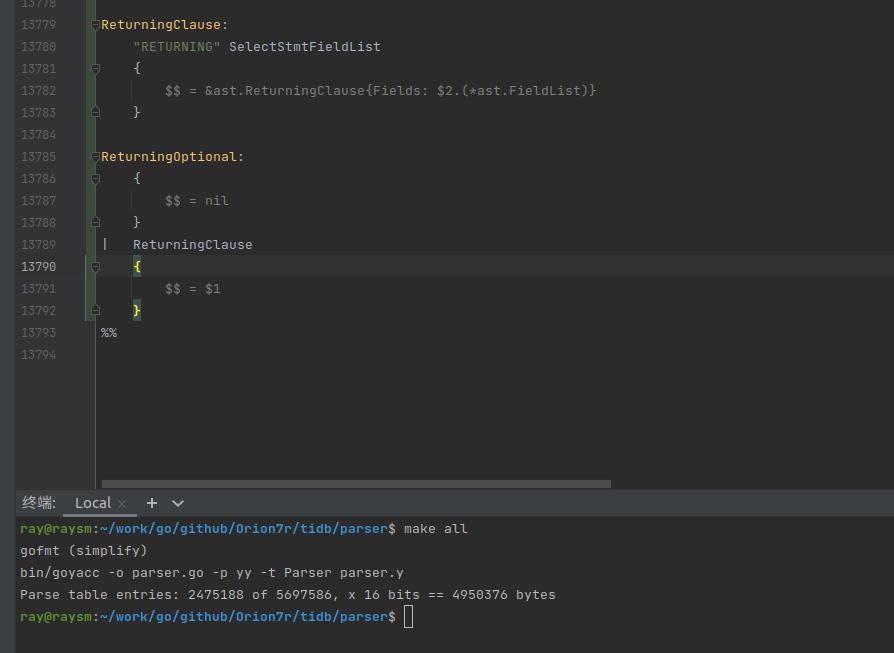 13778
13779 ReturningClause:
13780 "RETURNING" SelectStmtFieldList
13781 {
13782 $$ = &ast.ReturningClause{Fields: $2.(*ast.FieldList)}
13783 }
13784
13785 ReturningOptional:
13786 {
13787 $$ = nil
13788 }
13789 | ReturningClause
13790 {
13791 $$ = $1
13792 }
13793 %%
13794
终端: Local × + ⌄
ray@raysm:~/work/go/github/Orion7r/tidb/parser$ make all
gofmt (simplify)
bin/goyacc -o parser.go -p yy -t Parser parser.y
Parse table entries: 2475188 of 5697586, x 16 bits == 4950376 bytes
ray@raysm:~/work/go/github/Orion7r/tidb/parser$